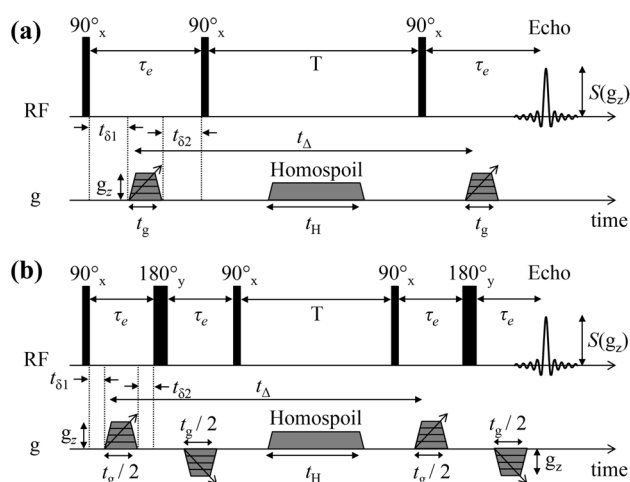 (a)
90°x 90°x 90°x Echo
τe T τe
S(gz)
RF
tδ1 tδ2 tΔ
Homospoil
gz
g
tg tH tg
time
(b)
90°x 180°y 90°x 90°x 180°y Echo
τe τe T τe τe
S(gz)
RF
tδ1 tδ2 tΔ
tg / 2 Homospoil tg / 2
gz
g
gz
tg / 2 tH tg / 2
time